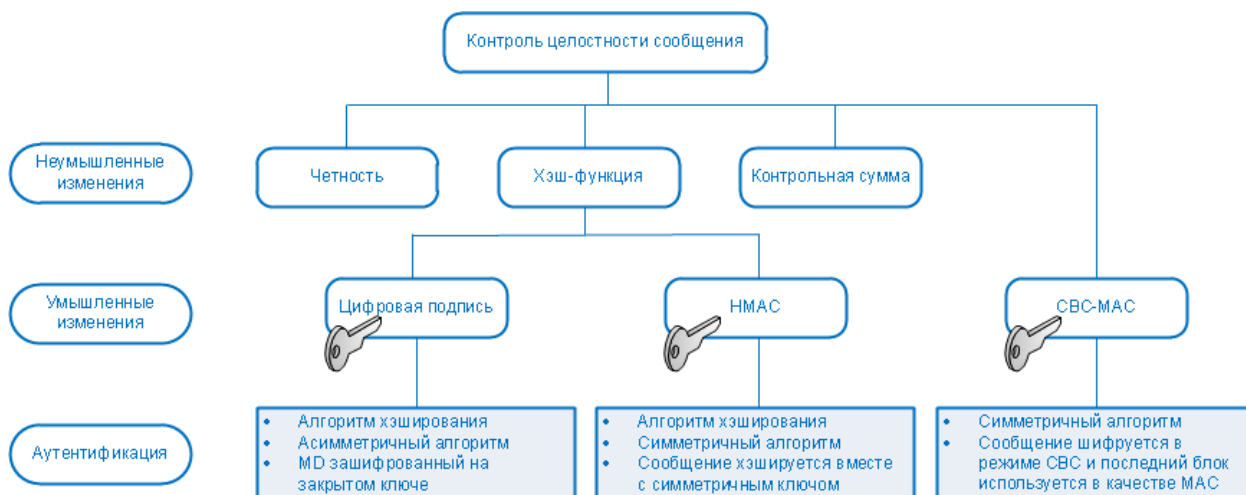 Контроль целостности сообщения
Неумышленные
изменения
Четность
Хэш-функция
Контрольная сумма
Умышленные
изменения
Цифровая подпись
HMAC
CBC-MAC
Аутентификация
• Алгоритм хэширования
• Асимметричный алгоритм
• MD зашифрованный на
закрытом ключе
• Алгоритм хэширования
• Симметричный алгоритм
• Сообщение хэшируется вместе
с симметричным ключом
• Симметричный алгоритм
• Сообщение шифруется в
режиме CBC и последний блок
используется в качестве MAC